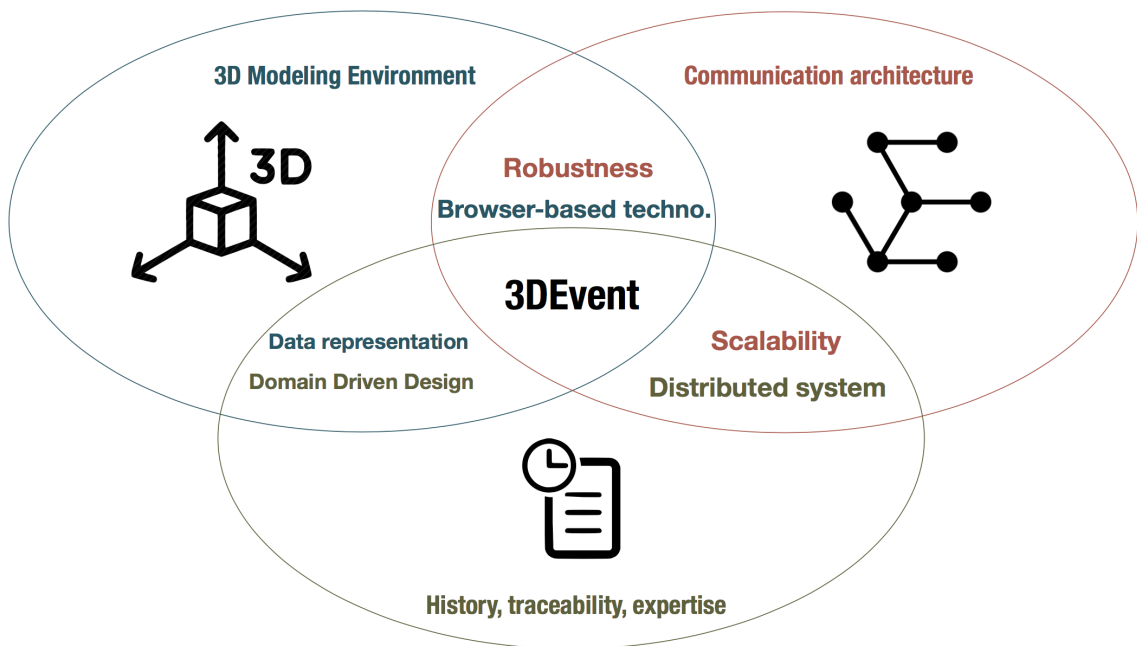 3D Modeling Environment
Communication architecture
3D
Robustness
Browser-based techno.
3DEvent
Data representation
Domain Driven Design
Scalability
Distributed system
History, traceability, expertise